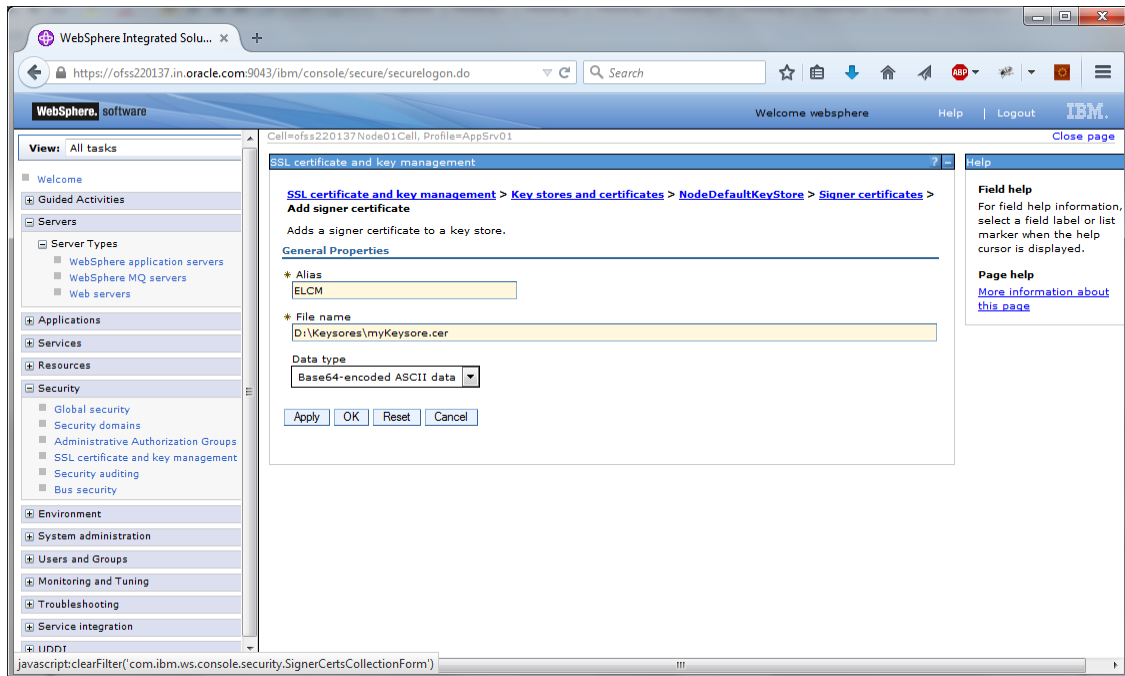 WebSphere Integrated Solu... ×
https://ofss220137.in.oracle.com:9043/ibm/console/secure/securelogon.do
Search
ABP
WebSphere. software
Welcome websphere
Help | Logout
IBM.
View: All tasks
Welcome
Guided Activities
Servers
Server Types
WebSphere application servers
WebSphere MQ servers
Web servers
Applications
Services
Resources
Security
Global security
Security domains
Administrative Authorization Groups
SSL certificate and key management
Security auditing
Bus security
Environment
System administration
Users and Groups
Monitoring and Tuning
Troubleshooting
Service integration
UDDI
Cell=ofss220137Node01Cell, Profile=AppSrv01
Close page
SSL certificate and key management
? –
SSL certificate and key management > Key stores and certificates > NodeDefaultKeyStore > Signer certificates >
Add signer certificate
Adds a signer certificate to a key store.
General Properties
* Alias
ELCM
* File name
D:\Keysores\myKeysore.cer
Data type
Base64-encoded ASCII data
Apply OK Reset Cancel
Help
Field help
For field help information,
select a field label or list
marker when the help
cursor is displayed.
Page help
More information about
this page
javascript:clearFilter('com.ibm.ws.console.security.SignerCertsCollectionForm')